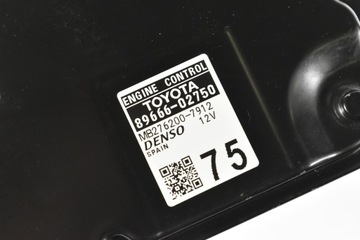 ENGINE CONTROL
TOYOTA
89666-02750
MB276200-7912
DENSO 12V
SPAIN
75